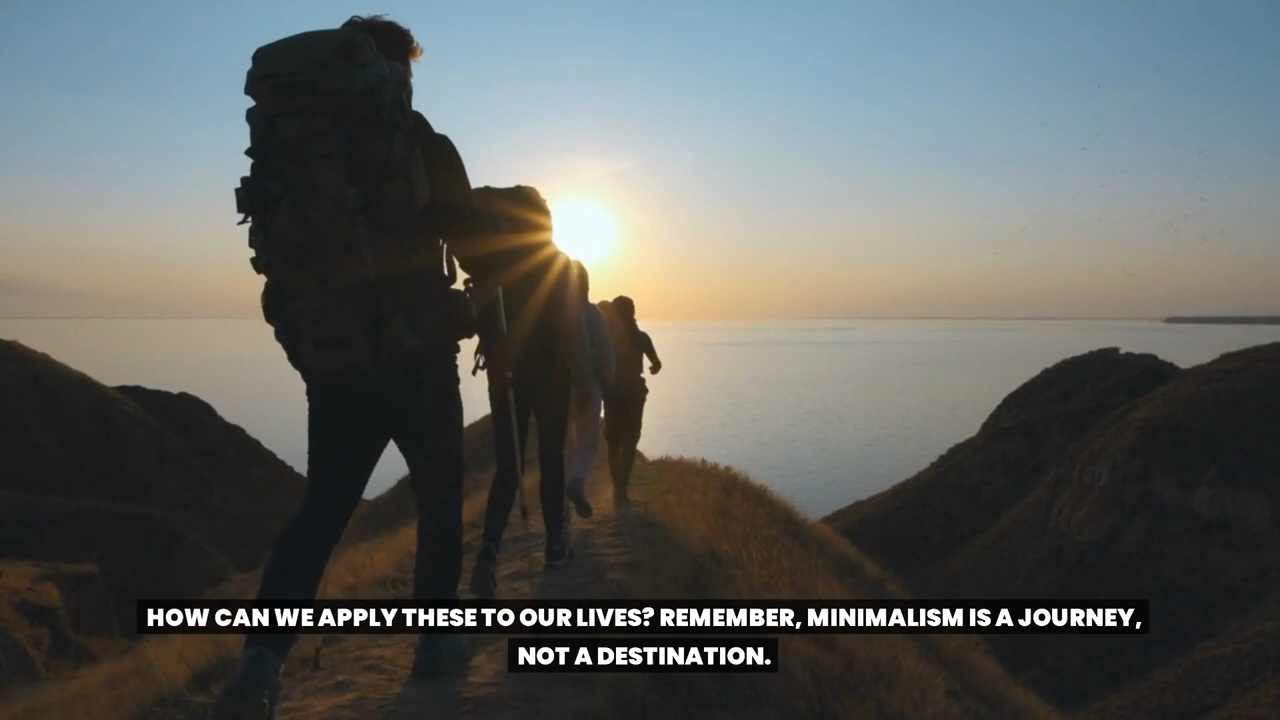 HOW CAN WE APPLY THESE TO OUR LIVES? REMEMBER, MINIMALISM IS A JOURNEY,
NOT A DESTINATION.